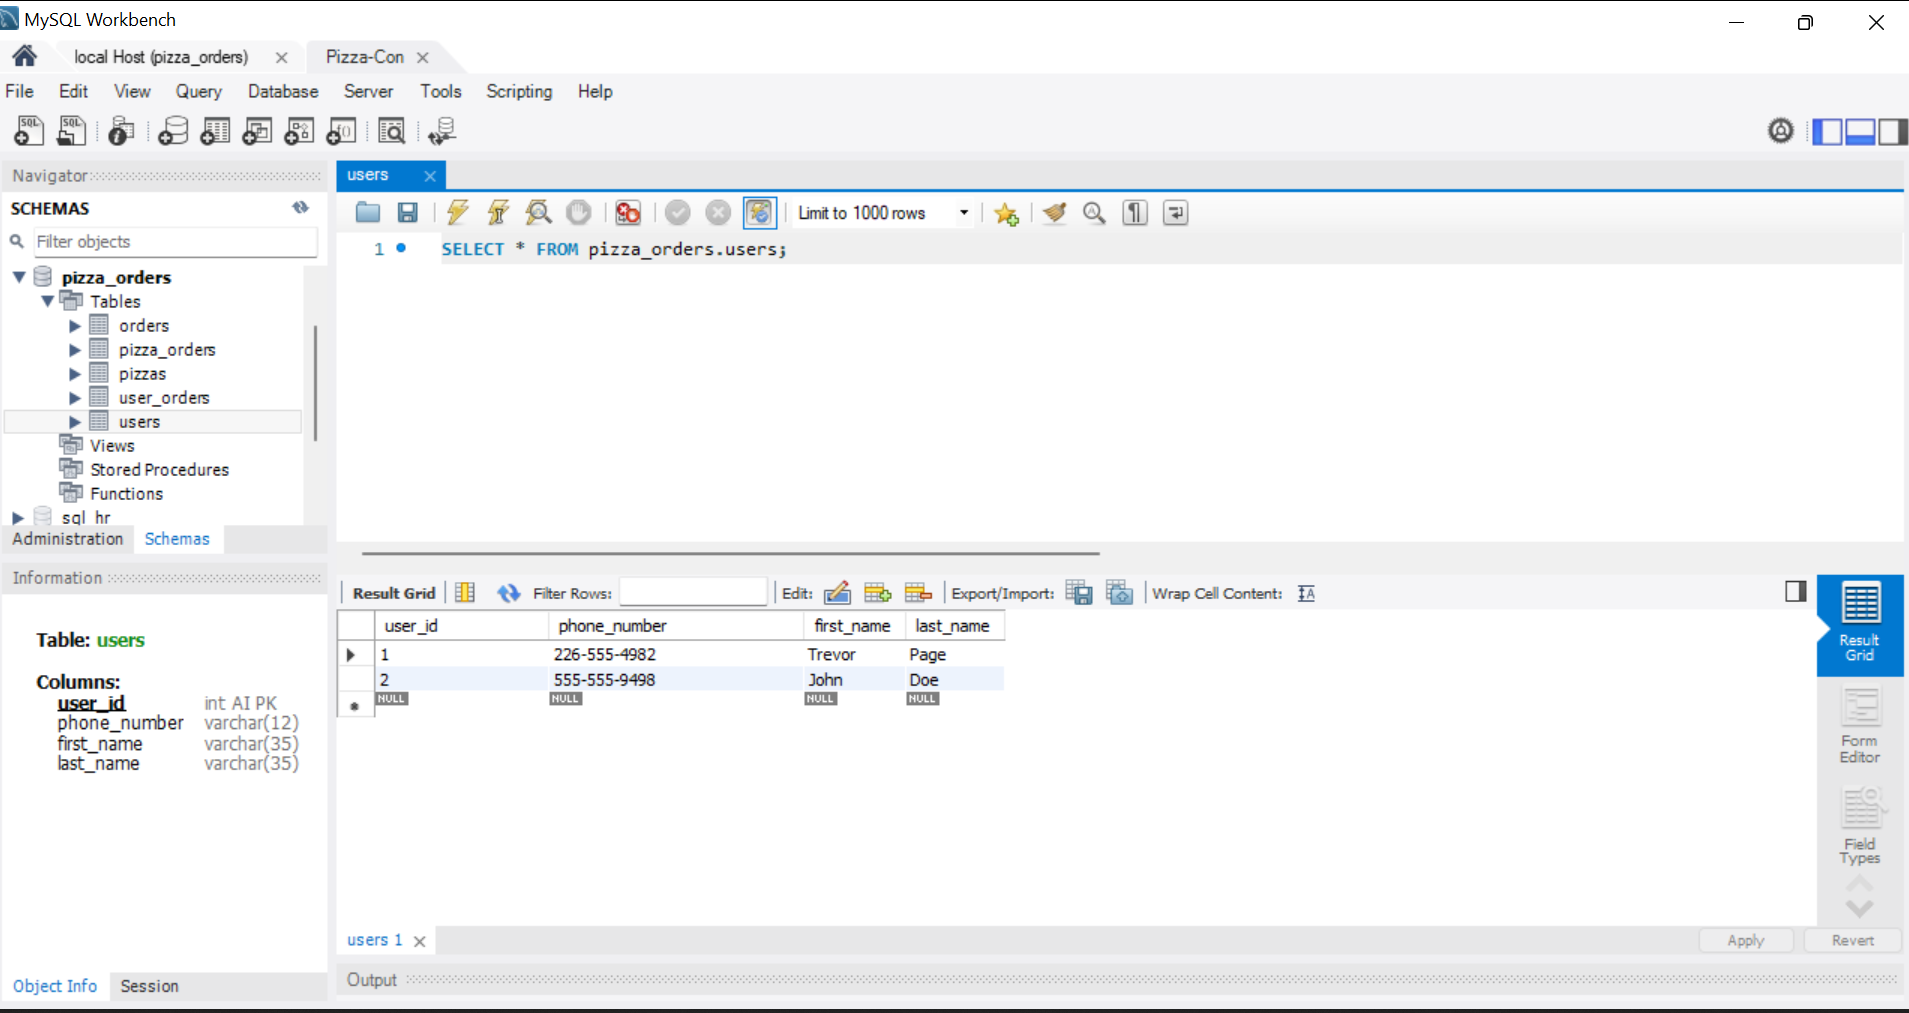 MySQL Workbench
local Host (pizza_orders)
Pizza-Con
File Edit View Query Database Server Tools Scripting Help
Navigator
SCHEMAS
Filter objects
pizza_orders
Tables
orders
pizza_orders
pizzas
user_orders
users
Views
Stored Procedures
Functions
sql_hr
Administration Schemas
Information
Table: users
Columns:
user_id int AI PK
phone_number varchar(12)
first_name varchar(35)
last_name varchar(35)
Object Info Session
users
Limit to 1000 rows
1 SELECT * FROM pizza_orders.users;
Result Grid Filter Rows: Edit: Export/Import: Wrap Cell Content:
user_id phone_number first_name last_name
1 226-555-4982 Trevor Page
2 555-555-9498 John Doe
NULL NULL NULL NULL
Result
Grid
Form
Editor
Field
Types
users 1
Apply Revert
Output